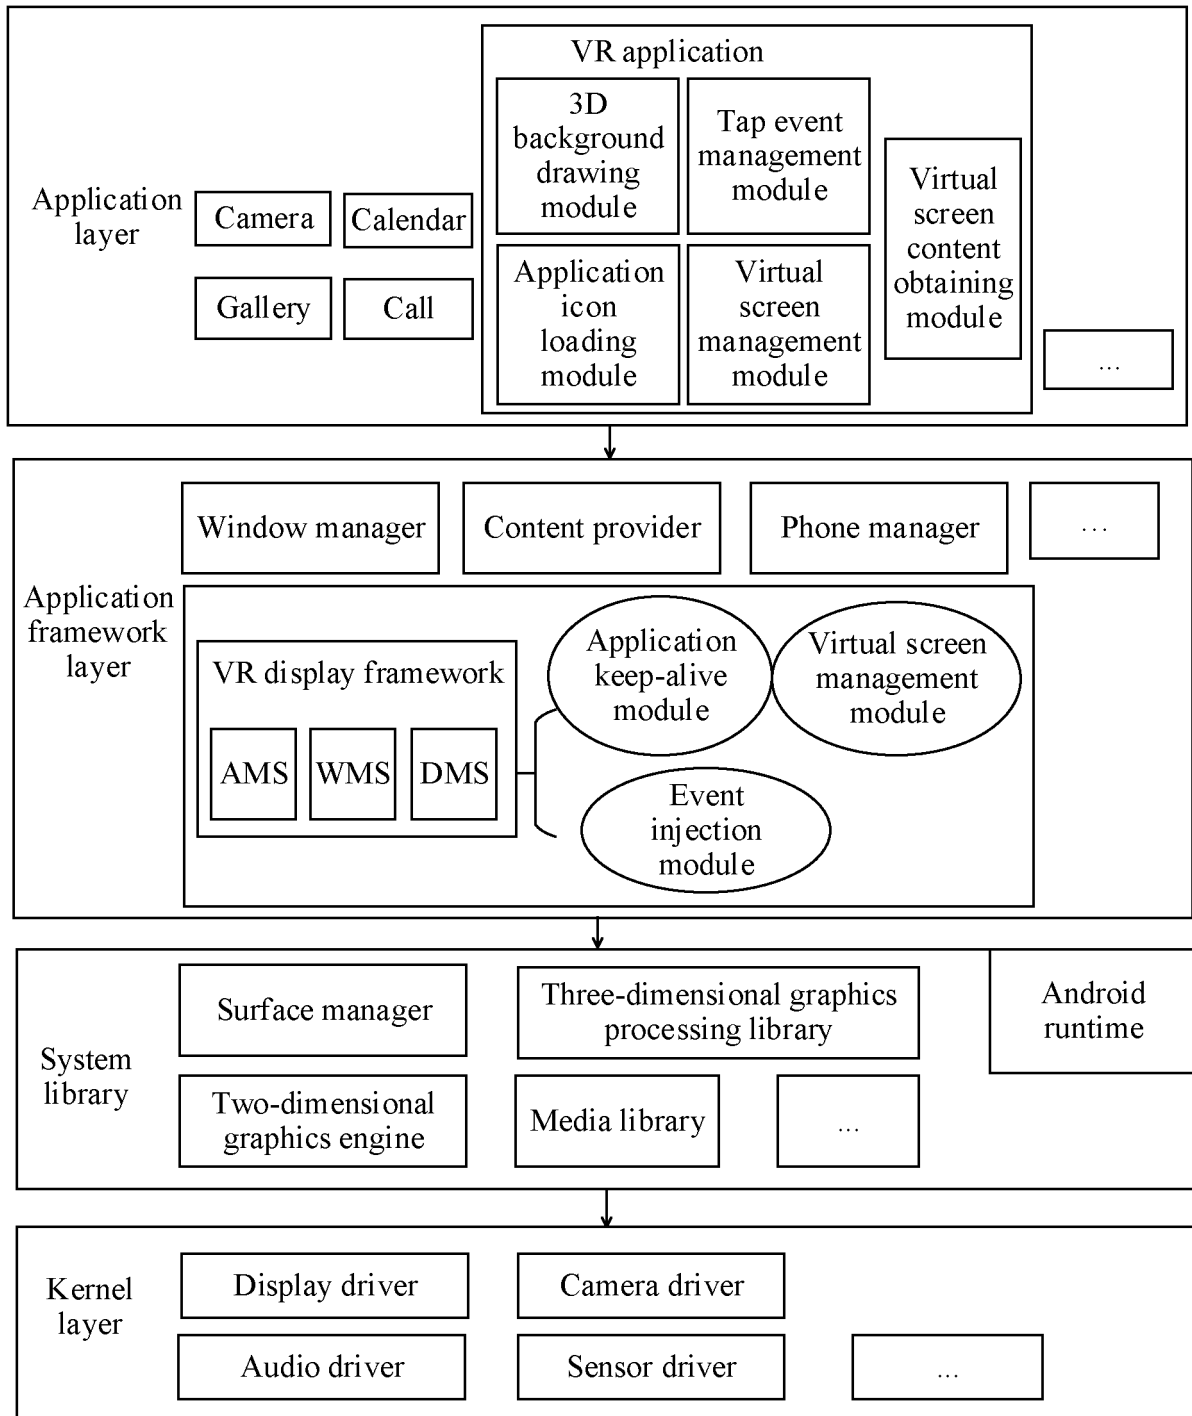 VR application
3D
background
drawing
module
Tap event
management
module
Virtual
screen
content
obtaining
module
Application
layer
Camera
Calendar
Gallery
Call
Application
icon
loading
module
Virtual
screen
management
module
...
Window manager
Content provider
Phone manager
...
Application
framework
layer
VR display framework
AMS
WMS
DMS
Application
keep-alive
module
Virtual screen
management
module
Event
injection
module
Surface manager
Three-dimensional graphics
processing library
Android
runtime
System
library
Two-dimensional
graphics engine
Media library
...
Kernel
layer
Display driver
Camera driver
Audio driver
Sensor driver
...